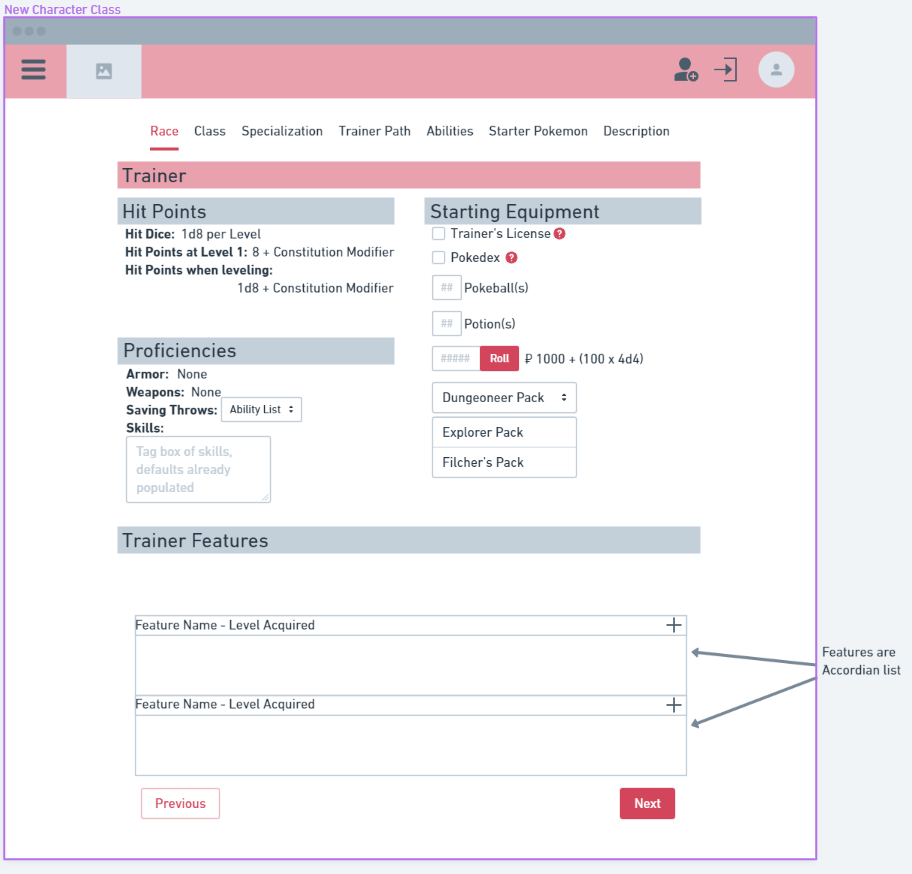 New Character Class
Race Class Specialization Trainer Path Abilities Starter Pokemon Description
Trainer
Hit Points
Hit Dice: 1d8 per Level
Hit Points at Level 1: 8 + Constitution Modifier
Hit Points when leveling:
1d8 + Constitution Modifier
Proficiencies
Armor: None
Weapons: None
Saving Throws: Ability List
Skills:
Tag box of skills,
defaults already
populated
Starting Equipment
Trainer's License ?
Pokedex ?
## Pokeball(s)
## Potion(s)
##### Roll ₽ 1000 + (100 x 4d4)
Dungeoneer Pack
Explorer Pack
Filcher's Pack
Trainer Features
Feature Name - Level Acquired
Feature Name - Level Acquired
Features are
Accordian list
Previous
Next